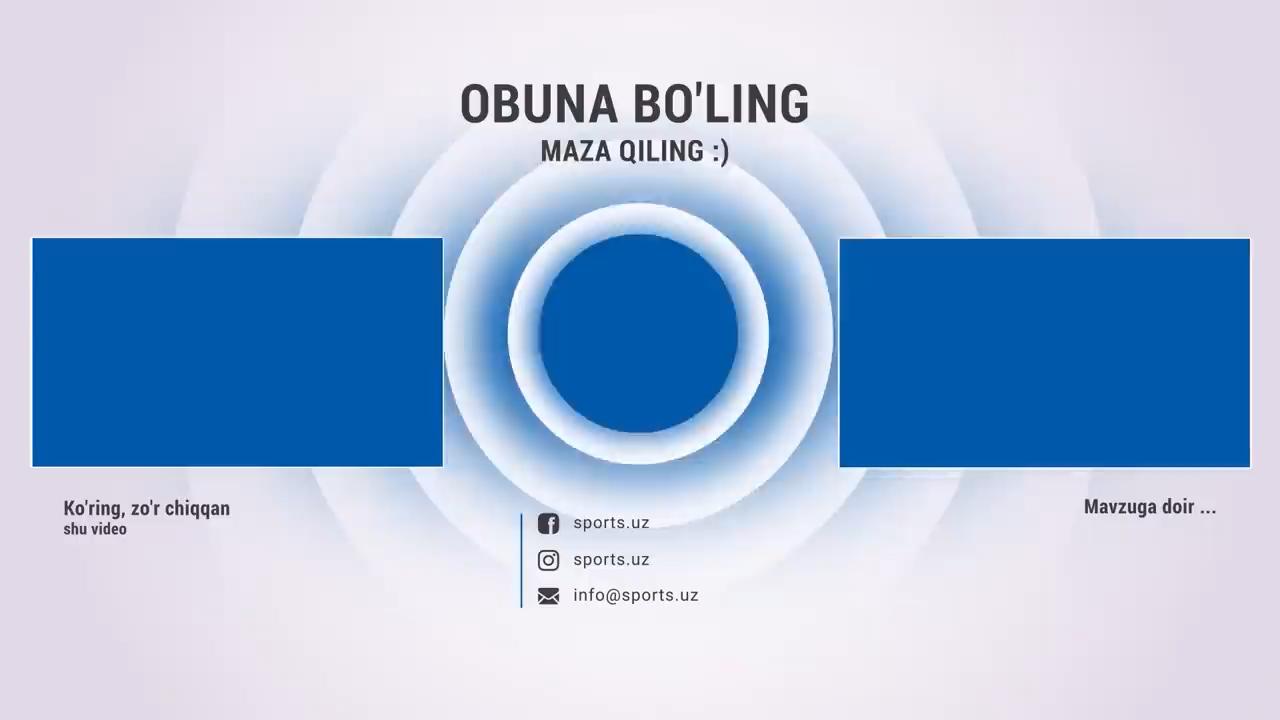 OBUNA BO'LING
MAZA QILING :)
Ko'ring, zo'r chiqqan
shu video
Mavzuga doir ...
sports.uz
sports.uz
info@sports.uz